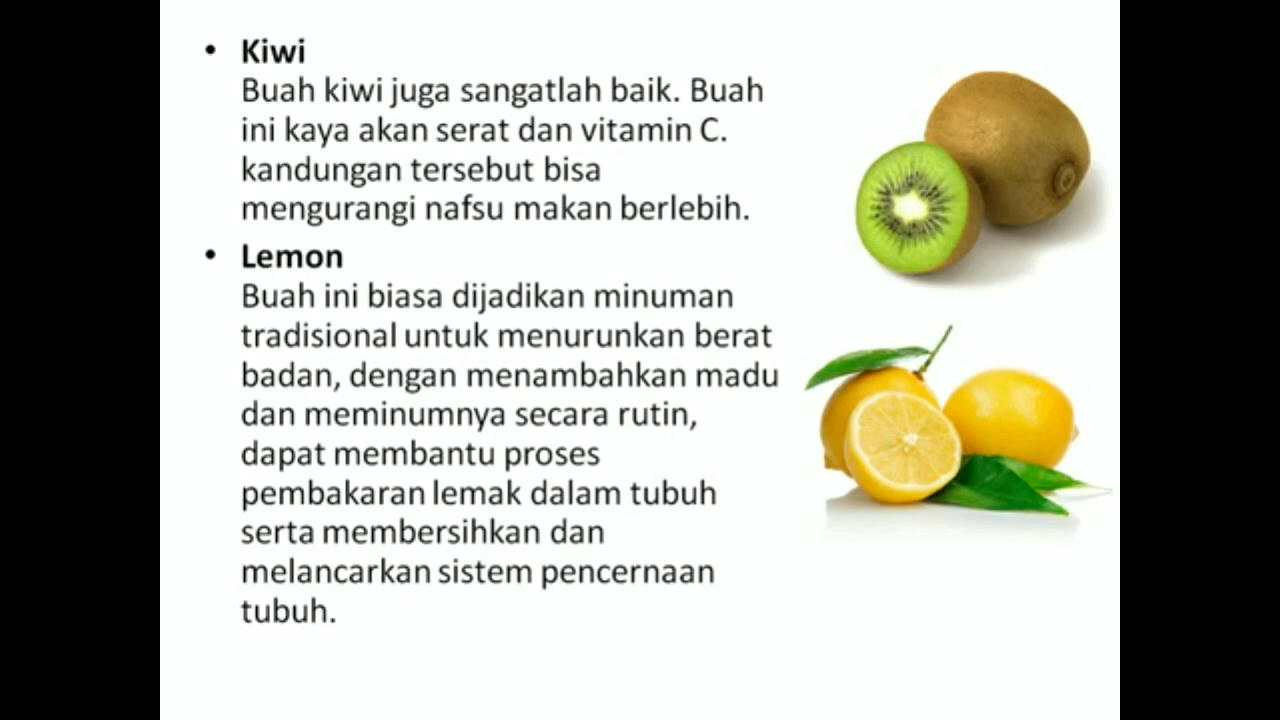 • Kiwi
Buah kiwi juga sangatlah baik. Buah
ini kaya akan serat dan vitamin C.
kandungan tersebut bisa
mengurangi nafsu makan berlebih.
• Lemon
Buah ini biasa dijadikan minuman
tradisional untuk menurunkan berat
badan, dengan menambahkan madu
dan meminumnya secara rutin,
dapat membantu proses
pembakaran lemak dalam tubuh
serta membersihkan dan
melancarkan sistem pencernaan
tubuh.